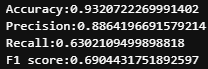 Accuracy:0.9320722269991402
Precision:0.8864196691579214
Recall:0.6302109499898818
F1 score:0.6904431751892597